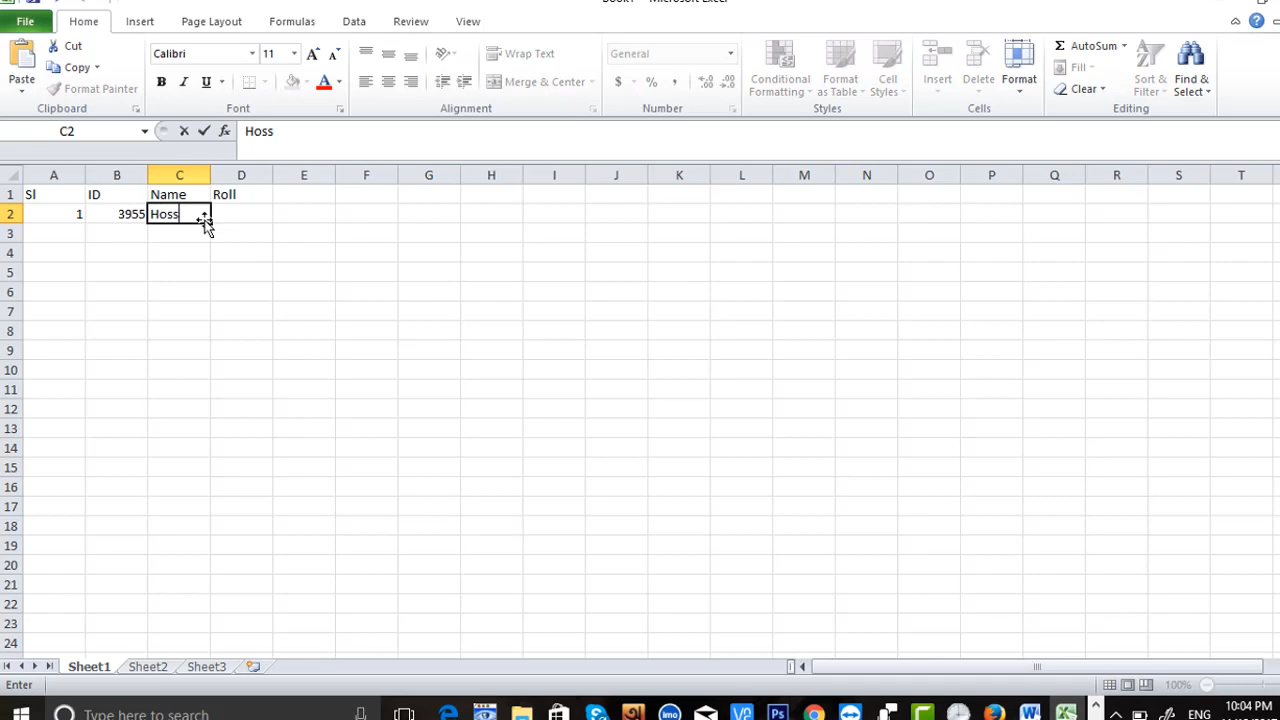 Book1 - Microsoft Excel
File Home Insert Page Layout Formulas Data Review View
Cut
Copy
Format Painter
Paste
Clipboard
Calibri 11
B I U
Font
Wrap Text
Merge & Center
Alignment
General
$ % ,
Number
Conditional Formatting
Format as Table
Cell Styles
Styles
Insert Delete Format
Cells
AutoSum
Fill
Clear
Sort & Filter
Find & Select
Editing
C2 fx Hoss
A B C D E F G H I J K L M N O P Q R S T
1 Sl ID Name Roll
2 1 3955 Hoss
3
4
5
6
7
8
9
10
11
12
13
14
15
16
17
18
19
20
21
22
23
24
Sheet1 Sheet2 Sheet3
Enter 100%
Type here to search
ENG
10:04 PM